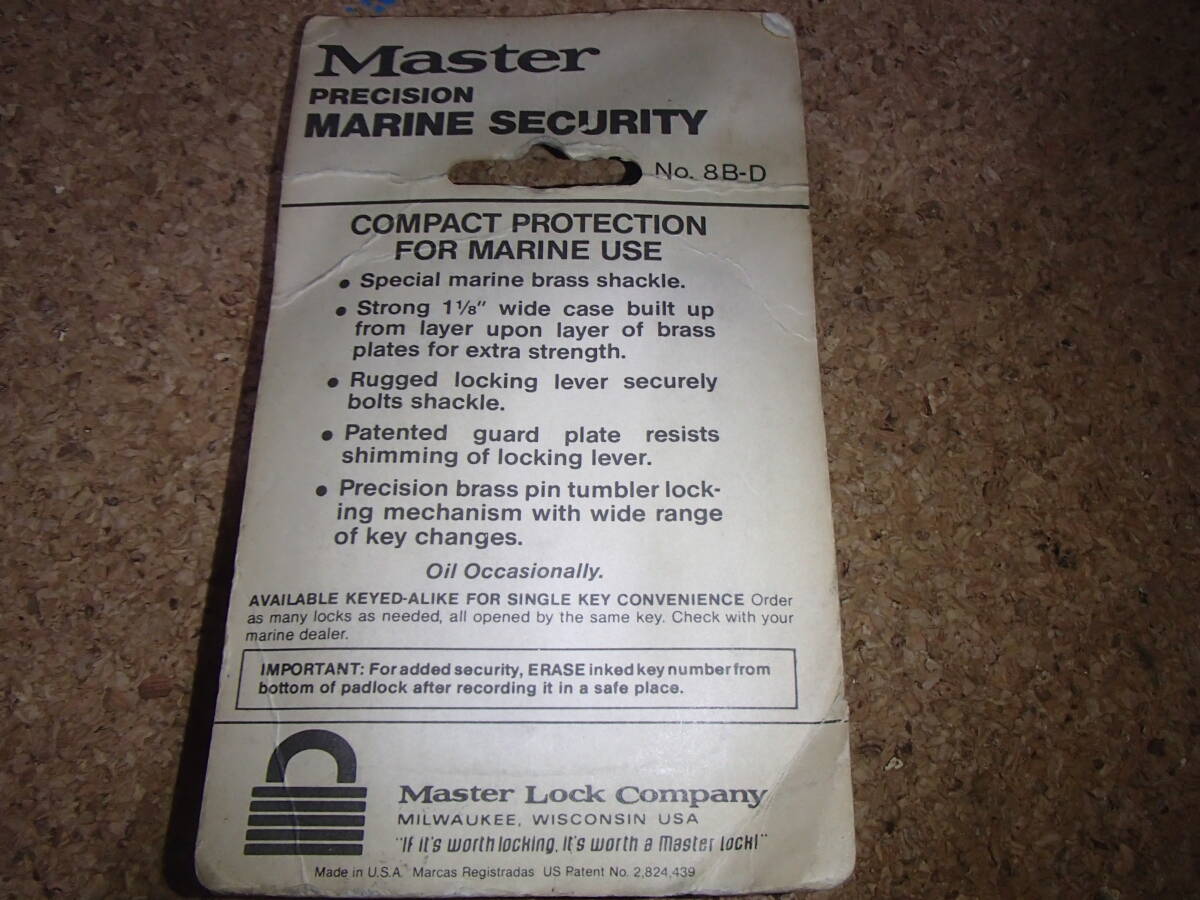 Master
PRECISION
MARINE SECURITY
No. 8B-D
COMPACT PROTECTION
FOR MARINE USE
• Special marine brass shackle.
• Strong 1⅛" wide case built up
from layer upon layer of brass
plates for extra strength.
• Rugged locking lever securely
bolts shackle.
• Patented guard plate resists
shimming of locking lever.
• Precision brass pin tumbler lock-
ing mechanism with wide range
of key changes.
Oil Occasionally.
AVAILABLE KEYED-ALIKE FOR SINGLE KEY CONVENIENCE Order
as many locks as needed, all opened by the same key. Check with your
marine dealer.
IMPORTANT: For added security, ERASE inked key number from
bottom of padlock after recording it in a safe place.
Master Lock Company
MILWAUKEE, WISCONSIN USA
"If it's worth locking, it's worth a Master lock!"
Made in U.S.A. Marcas Registradas US Patent No. 2,824,439